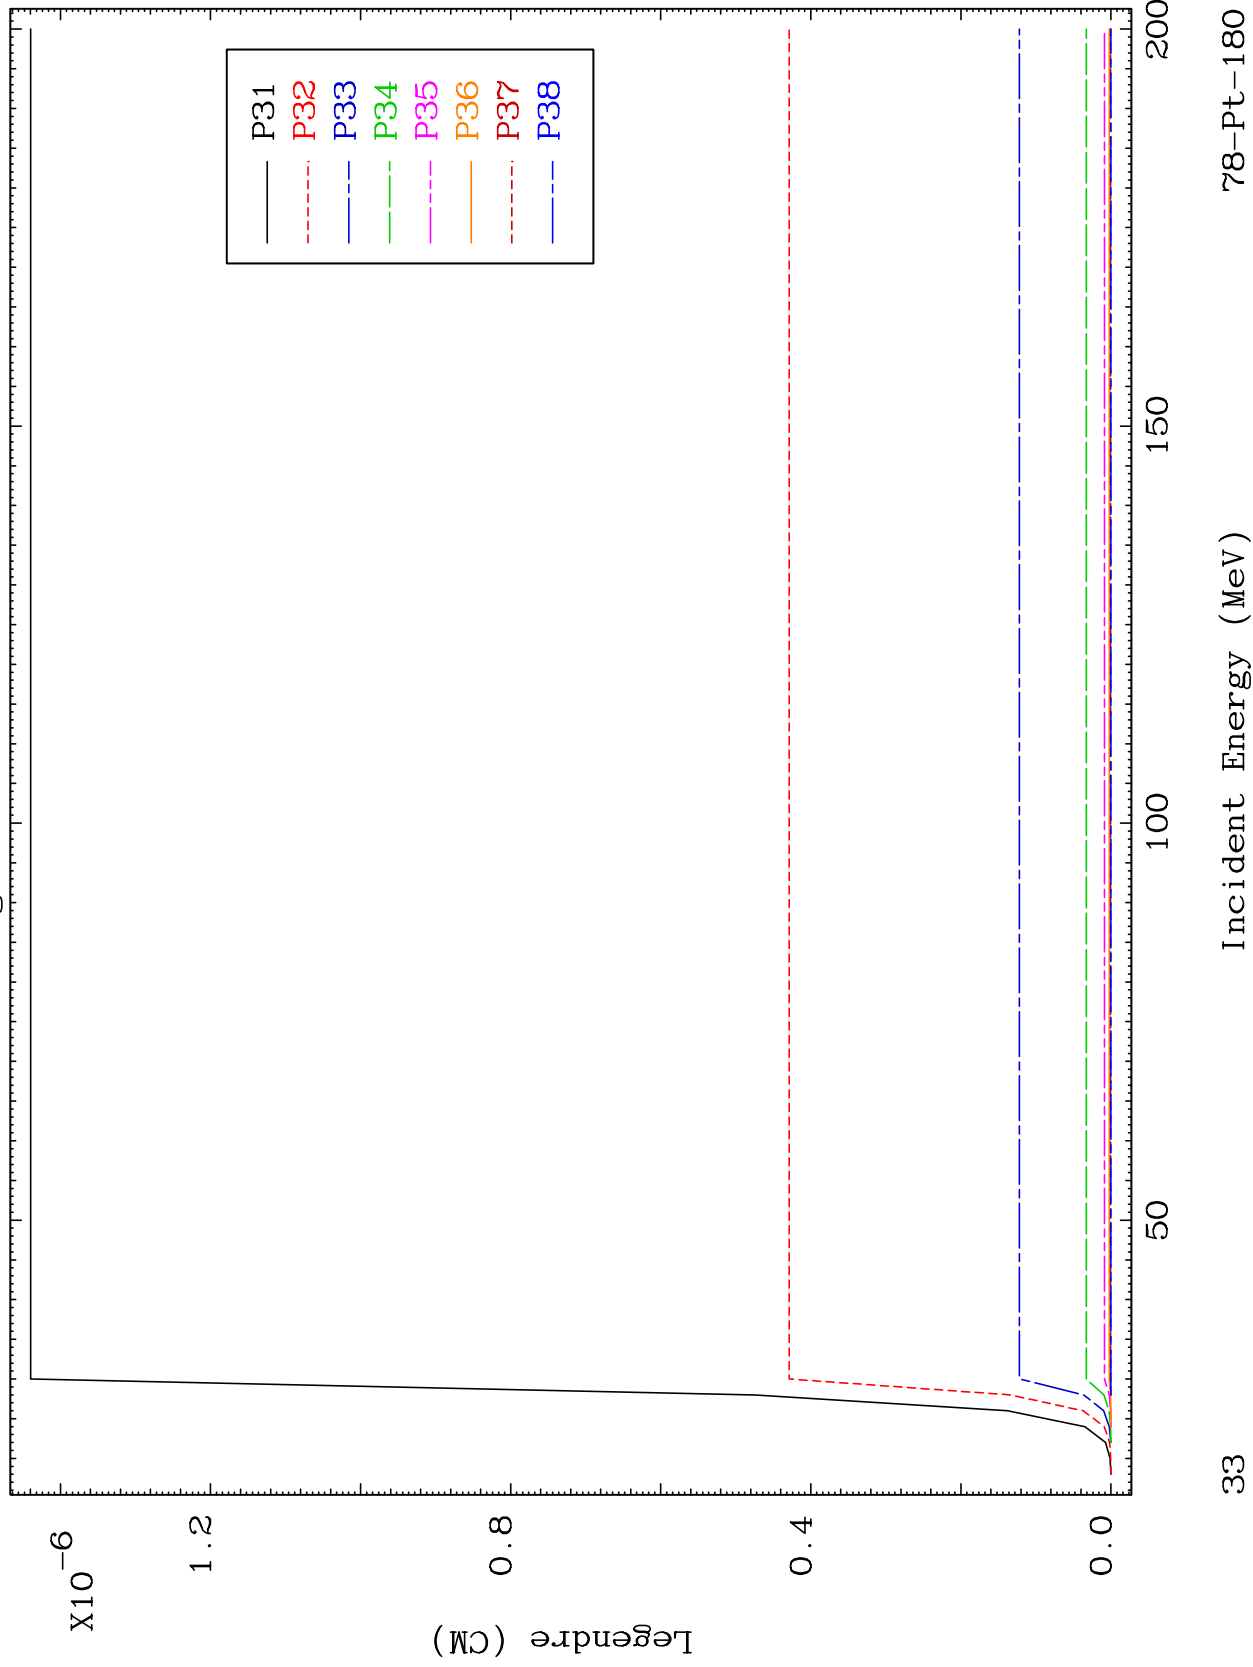 X10-6
1.2
0.8
0.4
0.0
Legendre (CM)
P31
P32
P33
P34
P35
P36
P37
P38
50
100
150
200
33
Incident Energy (MeV)
78-Pt-180